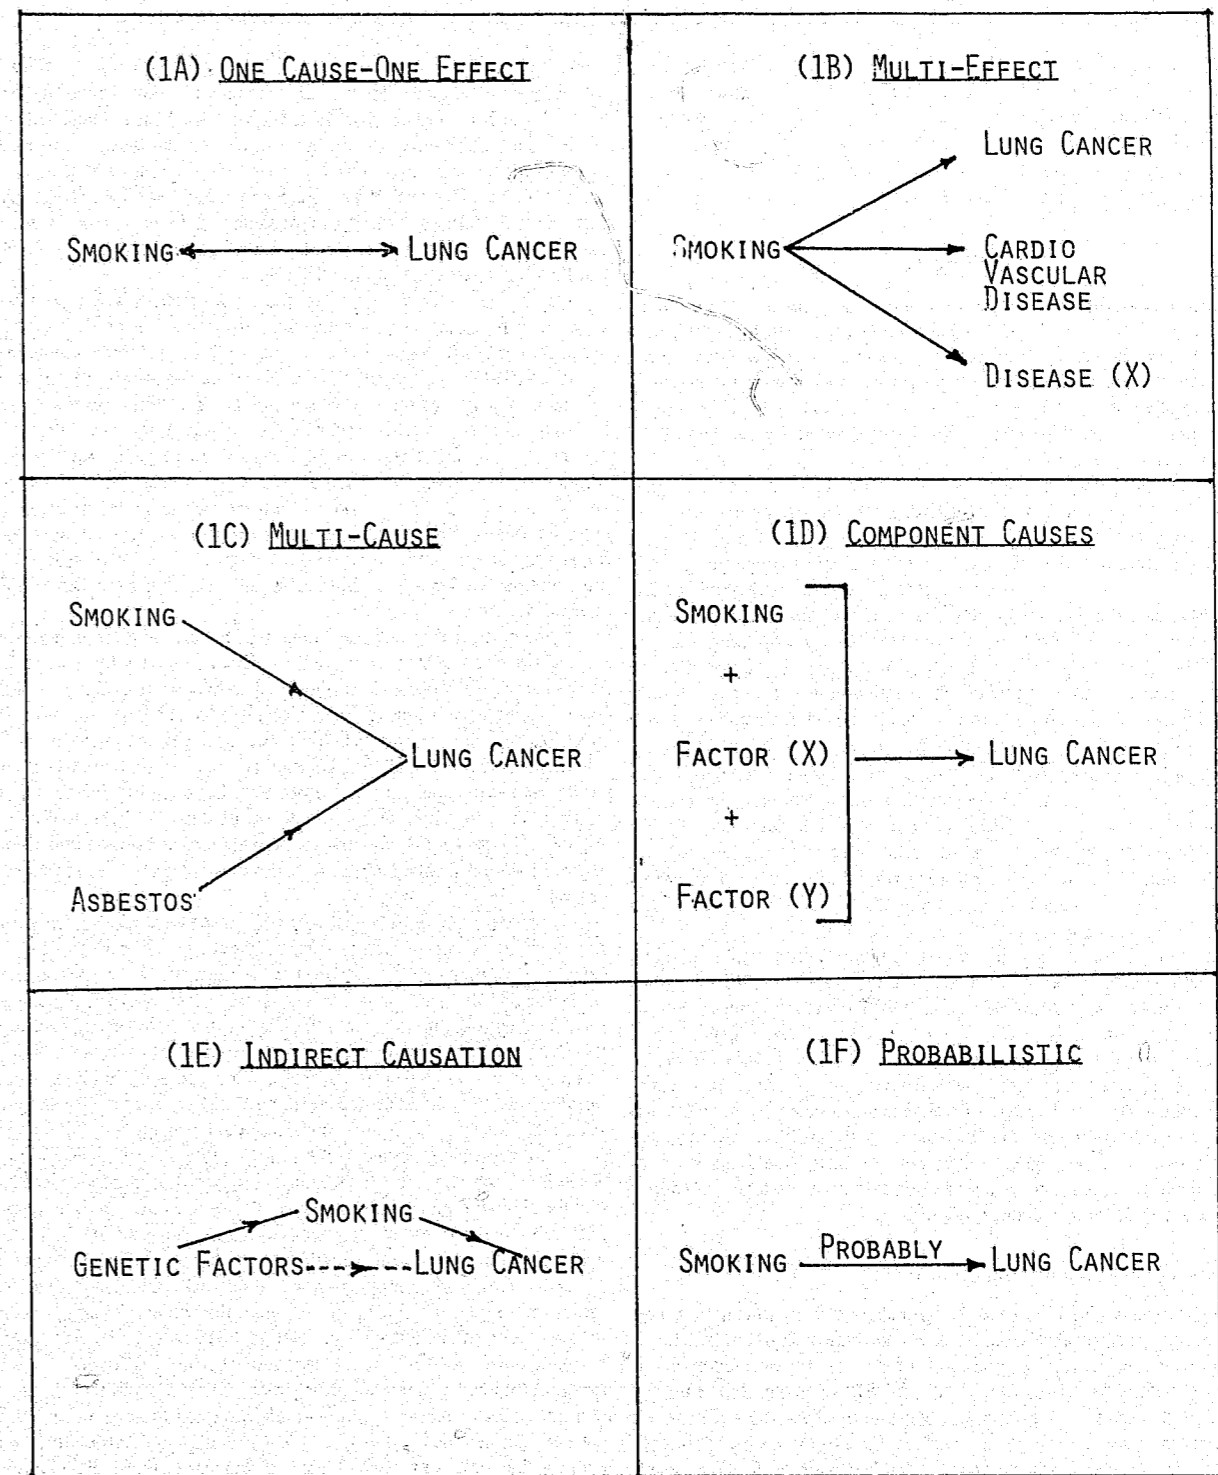 (1A) ONE CAUSE-ONE EFFECT
SMOKING LUNG CANCER
(1B) MULTI-EFFECT
LUNG CANCER
SMOKING
CARDIO
VASCULAR
DISEASE
DISEASE (X)
(1C) MULTI-CAUSE
SMOKING
LUNG CANCER
ASBESTOS
(1D) COMPONENT CAUSES
SMOKING
+
FACTOR (X)
+
FACTOR (Y)
LUNG CANCER
(1E) INDIRECT CAUSATION
SMOKING
GENETIC FACTORS LUNG CANCER
(1F) PROBABILISTIC
SMOKING PROBABLY LUNG CANCER